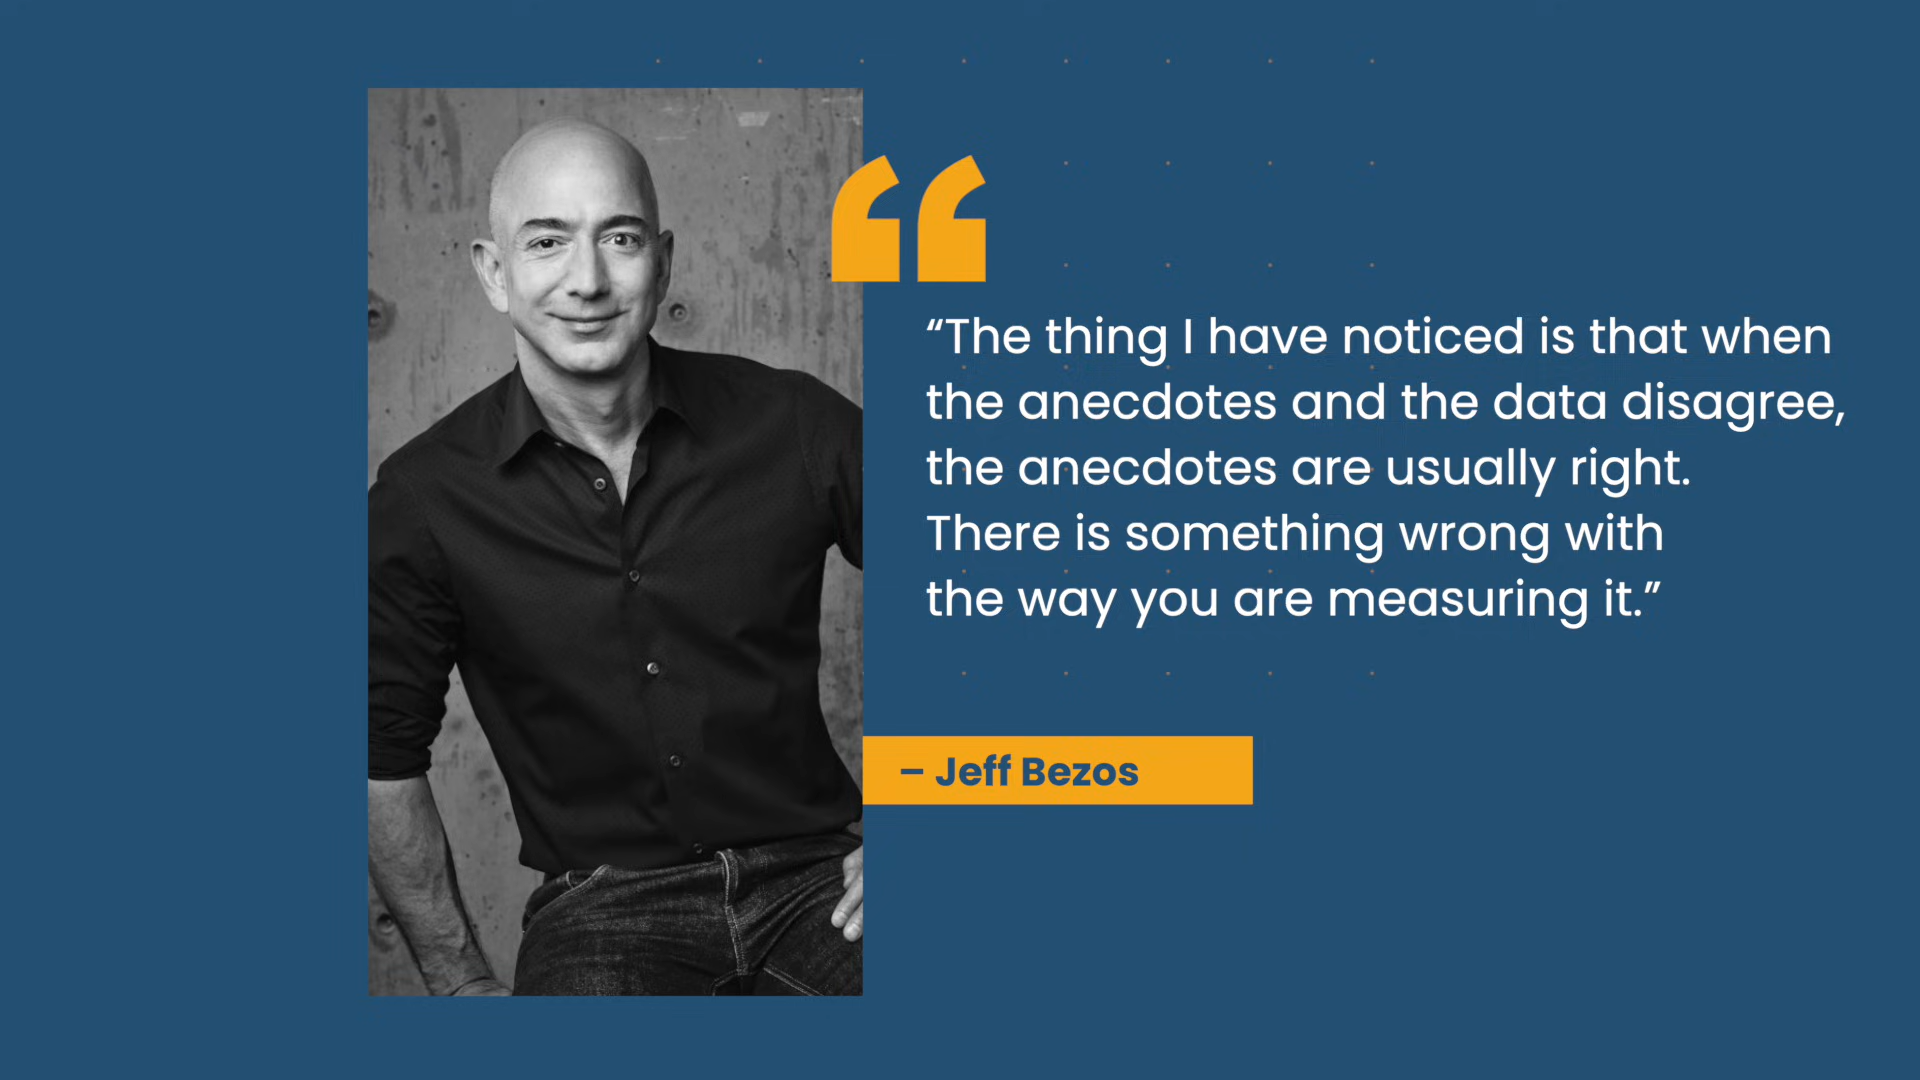 “The thing I have noticed is that when
the anecdotes and the data disagree,
the anecdotes are usually right.
There is something wrong with
the way you are measuring it.”
– Jeff Bezos